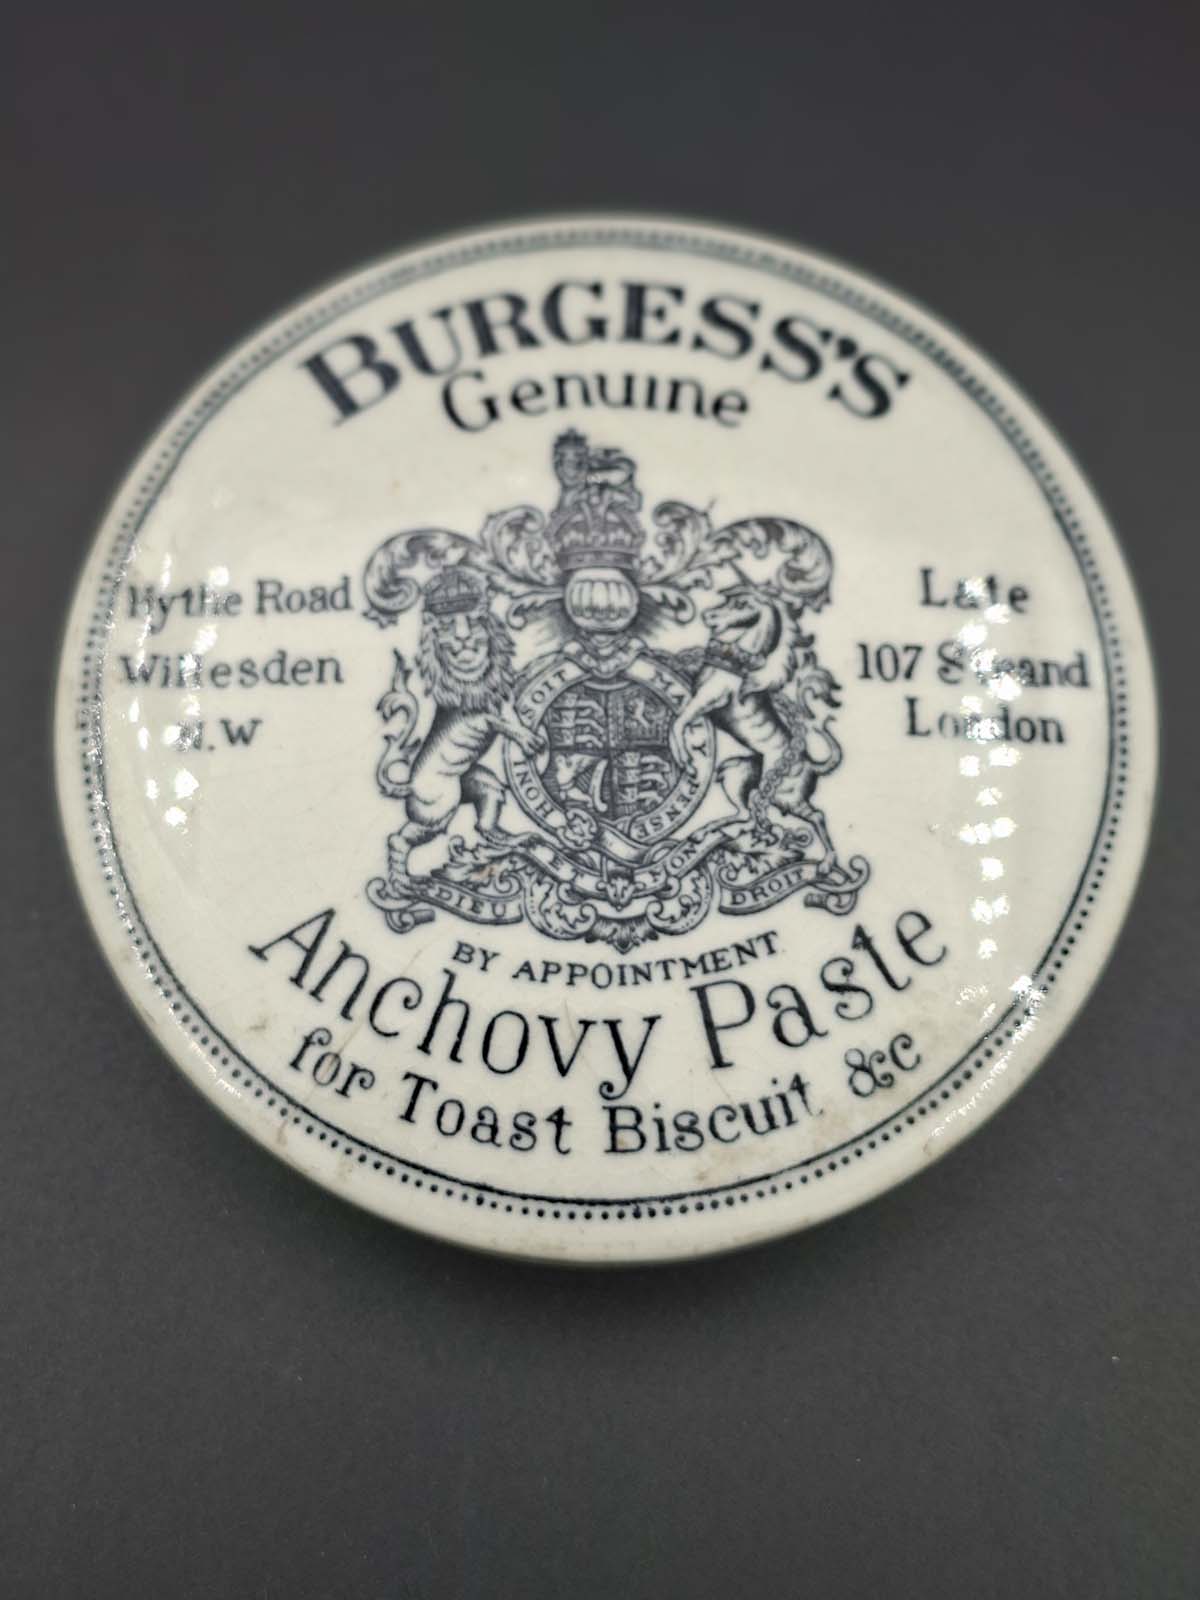 BURGESS'S
Genuine
Hythe Road
Willesden
N.W
Late
107 Strand
London
HONI SOIT QUI MAL Y PENSE
DIEU ET MON DROIT
BY APPOINTMENT
Anchovy Paste
for Toast Biscuit &c